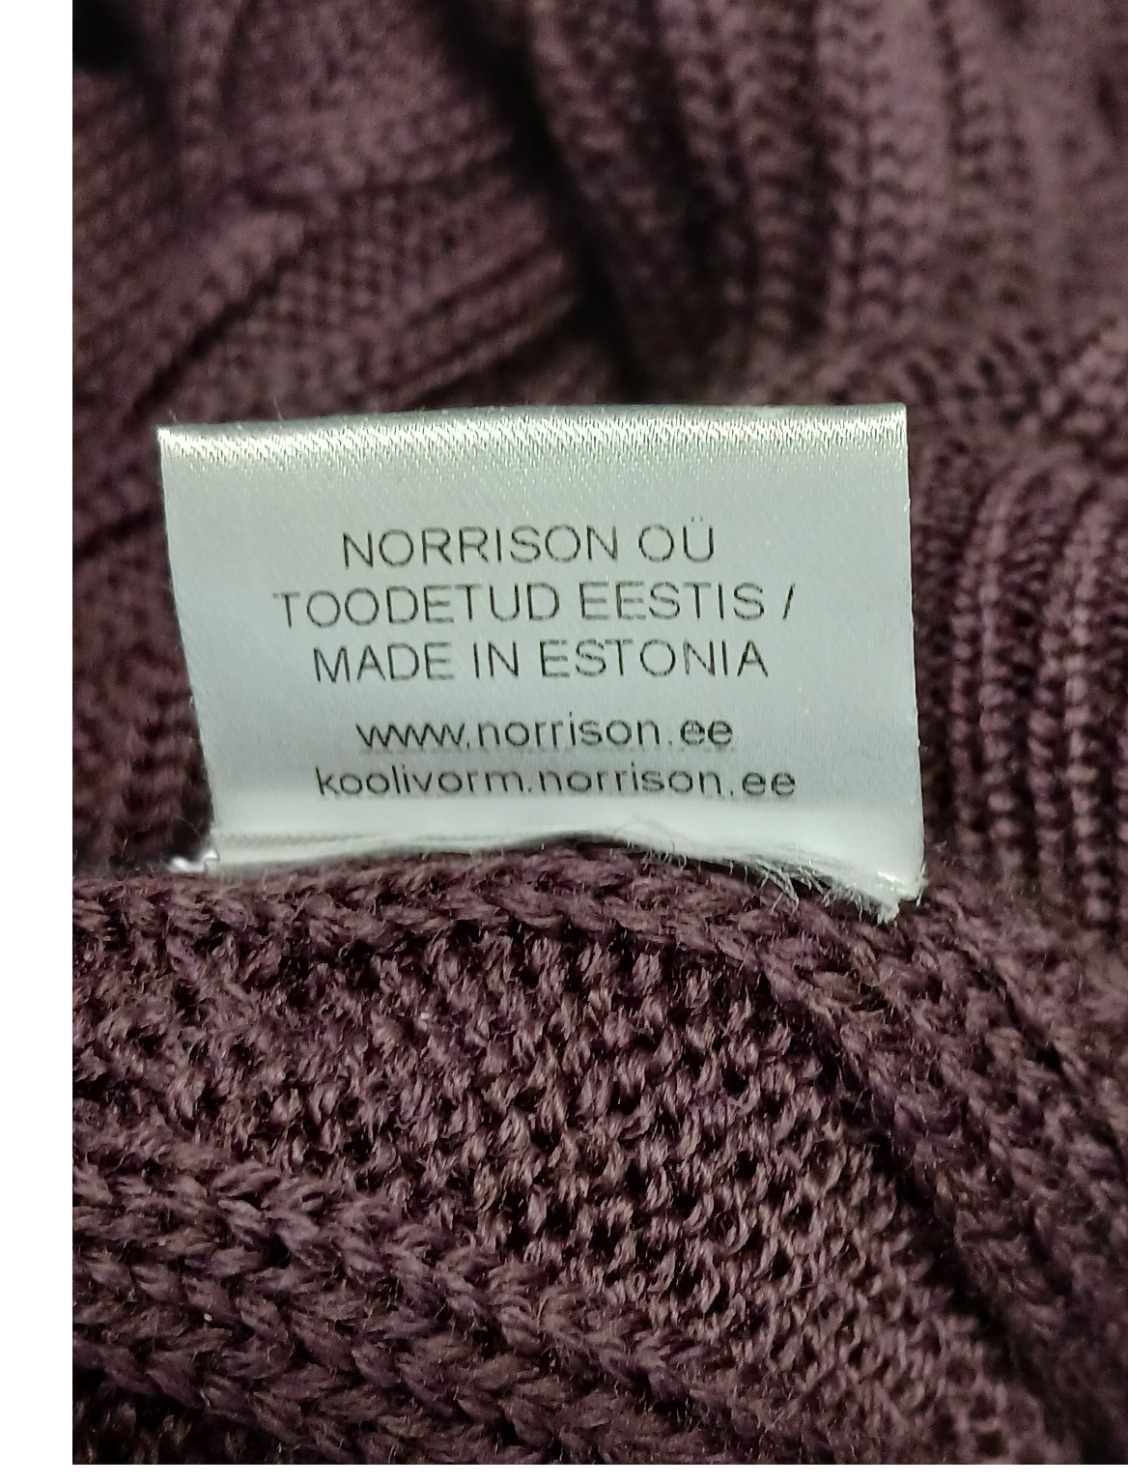 NORRISON OÜ
TOODETUD EESTIS /
MADE IN ESTONIA
www.norrison.ee
koolivorm.norrison.ee